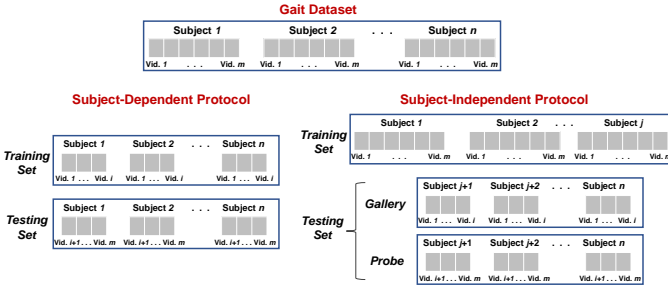 Gait Dataset
Subject 1 Subject 2 . . . Subject n
Vid. 1 . . . Vid. m Vid. 1 . . . Vid. m Vid. 1 . . . Vid. m
Subject-Dependent Protocol
Training Set
Subject 1 Subject 2 . . . Subject n
Vid. 1 . . . Vid. i Vid. 1 . . . Vid. i Vid. 1 . . . Vid. i
Testing Set
Subject 1 Subject 2 . . . Subject n
Vid. i+1 . . . Vid. m Vid. i+1 . . . Vid. m Vid. i+1 . . . Vid. m
Subject-Independent Protocol
Training Set
Subject 1 Subject 2 . . . Subject j
Vid. 1 . . . Vid. m Vid. 1 . . . Vid. m Vid. 1 . . . Vid. m
Testing Set
Gallery
Subject j+1 Subject j+2 . . . Subject n
Vid. 1 . . . Vid. i Vid. 1 . . . Vid. i Vid. 1 . . . Vid. i
Probe
Subject j+1 Subject j+2 . . . Subject n
Vid. i+1 . . . Vid. m Vid. i+1 . . . Vid. m Vid. i+1 . . . Vid. m